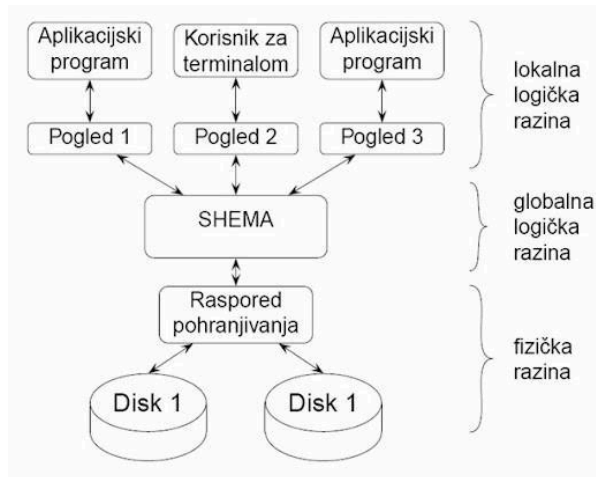 Aplikacijski
program
Korisnik za
terminalom
Aplikacijski
program
lokalna
logička
razina
Pogled 1
Pogled 2
Pogled 3
SHEMA
globalna
logička
razina
Raspored
pohranjivanja
fizička
razina
Disk 1
Disk 1